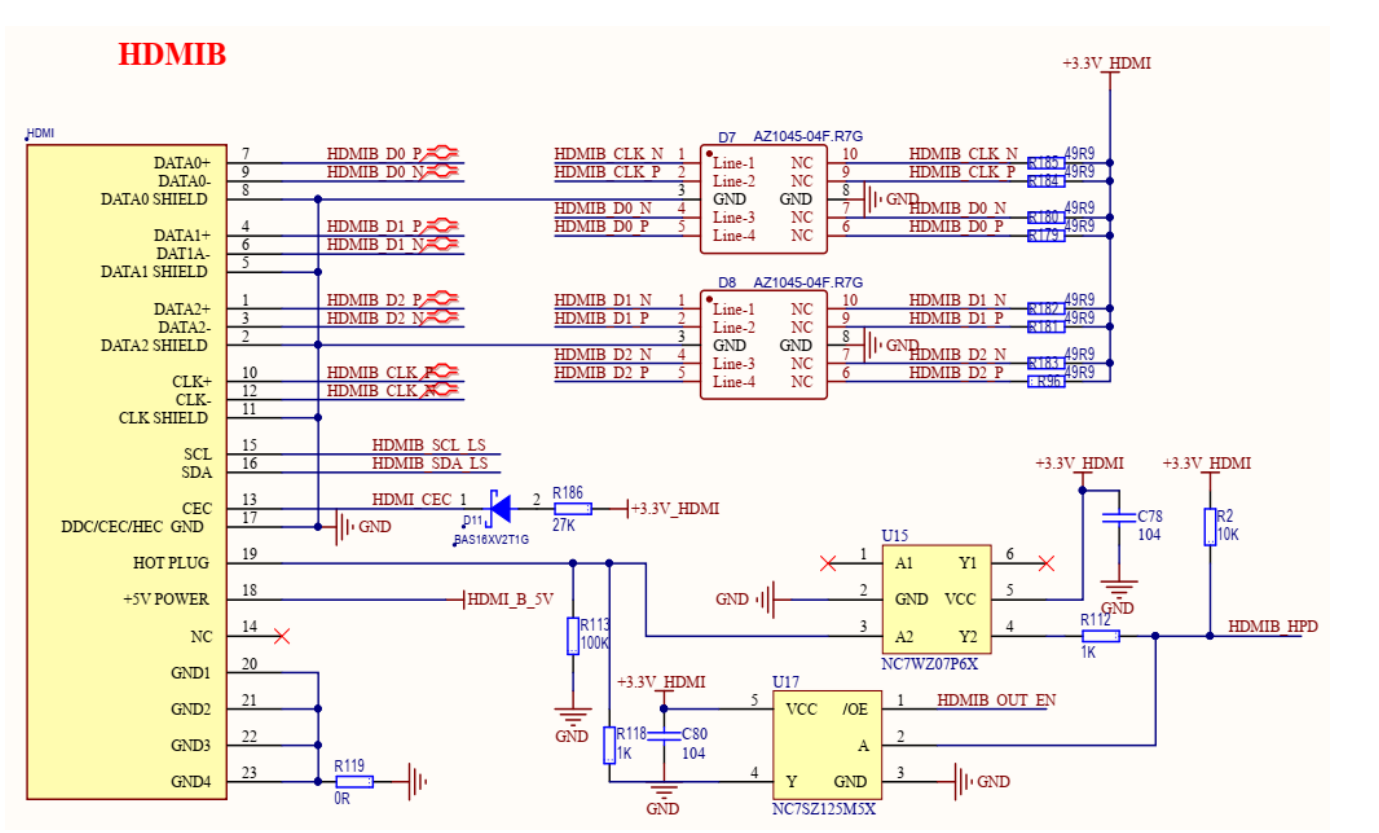 HDMIB
+3.3V_HDMI
HDMI
D7 AZ1045-04F.R7G
DATA0+ 7 HDMIB_D0_P HDMIB_CLK_N 1 Line-1 NC 10 HDMIB_CLK_N R185 49R9
DATA0- 9 HDMIB_D0_N HDMIB_CLK_P 2 Line-2 NC 9 HDMIB_CLK_P R184 49R9
DATA0 SHIELD 8 3 GND GND 8 GND
HDMIB_D0_N 4 Line-3 NC 7 HDMIB_D0_N R180 49R9
DATA1+ 4 HDMIB_D1_P HDMIB_D0_P 5 Line-4 NC 6 HDMIB_D0_P R179 49R9
DAT1A- 6 HDMIB_D1_N
DATA1 SHIELD 5
D8 AZ1045-04F.R7G
DATA2+ 1 HDMIB_D2_P HDMIB_D1_N 1 Line-1 NC 10 HDMIB_D1_N R182 49R9
DATA2- 3 HDMIB_D2_N HDMIB_D1_P 2 Line-2 NC 9 HDMIB_D1_P R181 49R9
DATA2 SHIELD 2 3 GND GND 8 GND
HDMIB_D2_N 4 Line-3 NC 7 HDMIB_D2_N R183 49R9
CLK+ 10 HDMIB_CLK_P HDMIB_D2_P 5 Line-4 NC 6 HDMIB_D2_P R96 49R9
CLK- 12 HDMIB_CLK_N
CLK SHIELD 11
SCL 15 HDMIB_SCL_LS
SDA 16 HDMIB_SDA_LS
+3.3V_HDMI +3.3V_HDMI
CEC 13 HDMI_CEC 1 2 R186 +3.3V_HDMI
D11 27K
BAS16XV2T1G
C78 R2
104 10K
DDC/CEC/HEC GND 17 GND
U15
HOT PLUG 19 1 A1 Y1 6
+5V POWER 18 HDMI_B_5V GND 2 GND VCC 5 GND
R113 3 A2 Y2 4 R112 HDMIB_HPD
100K 1K
NC 14
NC7WZ07P6X
GND1 20
+3.3V_HDMI U17
GND2 21 5 VCC /OE 1 HDMIB_OUT_EN
GND
R118 C80
1K 104
GND3 22 A 2
GND4 23 4 Y GND 3 GND
R119
0R
GND NC7SZ125M5X